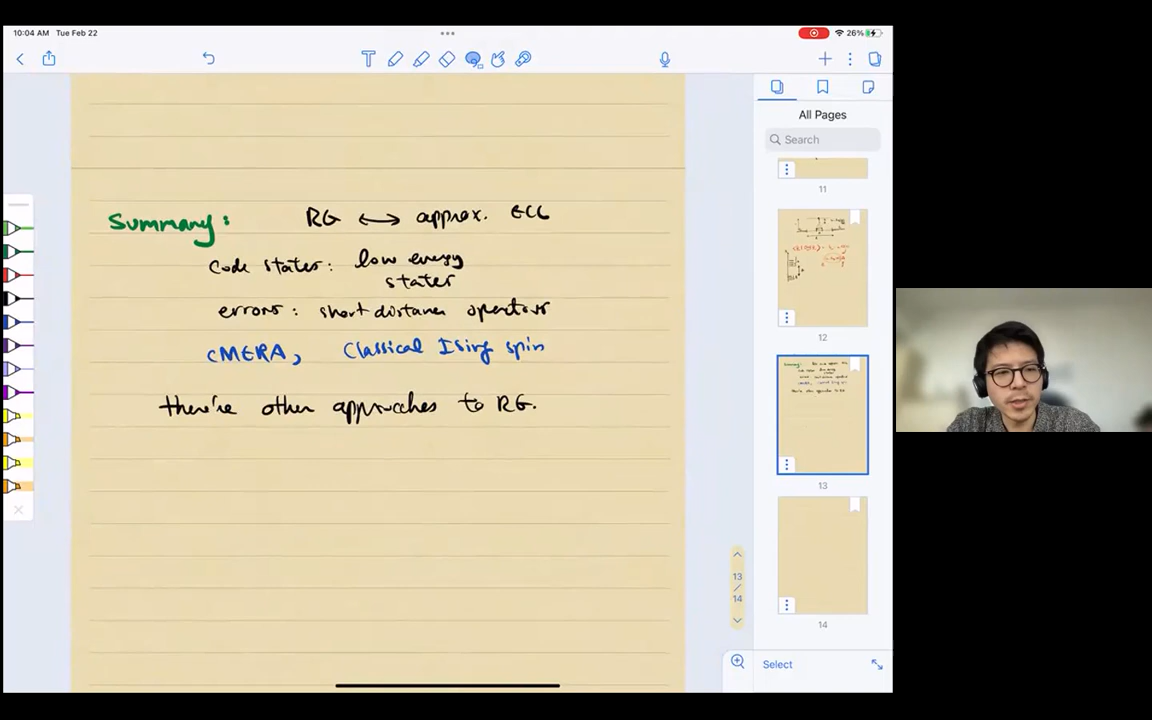 10:04 AM Tue Feb 22
26%
All Pages
Search
11
12
13
14
Summary: RG ↔ approx. ECC
Code states: low energy
states
errors: short distance operators
cMERA, Classical Ising spin
there're other approaches to RG.
13
/
14
Select